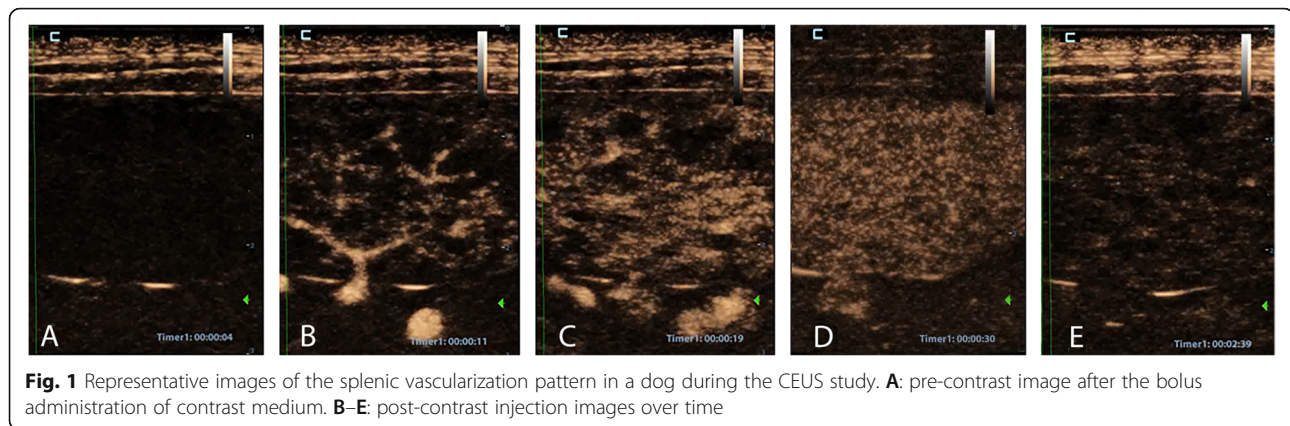 A
Timer1: 00:00:04
B
Timer1: 00:00:11
C
Timer1: 00:00:19
D
Timer1: 00:00:30
E
Timer1: 00:02:39
Fig. 1 Representative images of the splenic vascularization pattern in a dog during the CEUS study. A: pre-contrast image after the bolus
administration of contrast medium. B–E: post-contrast injection images over time